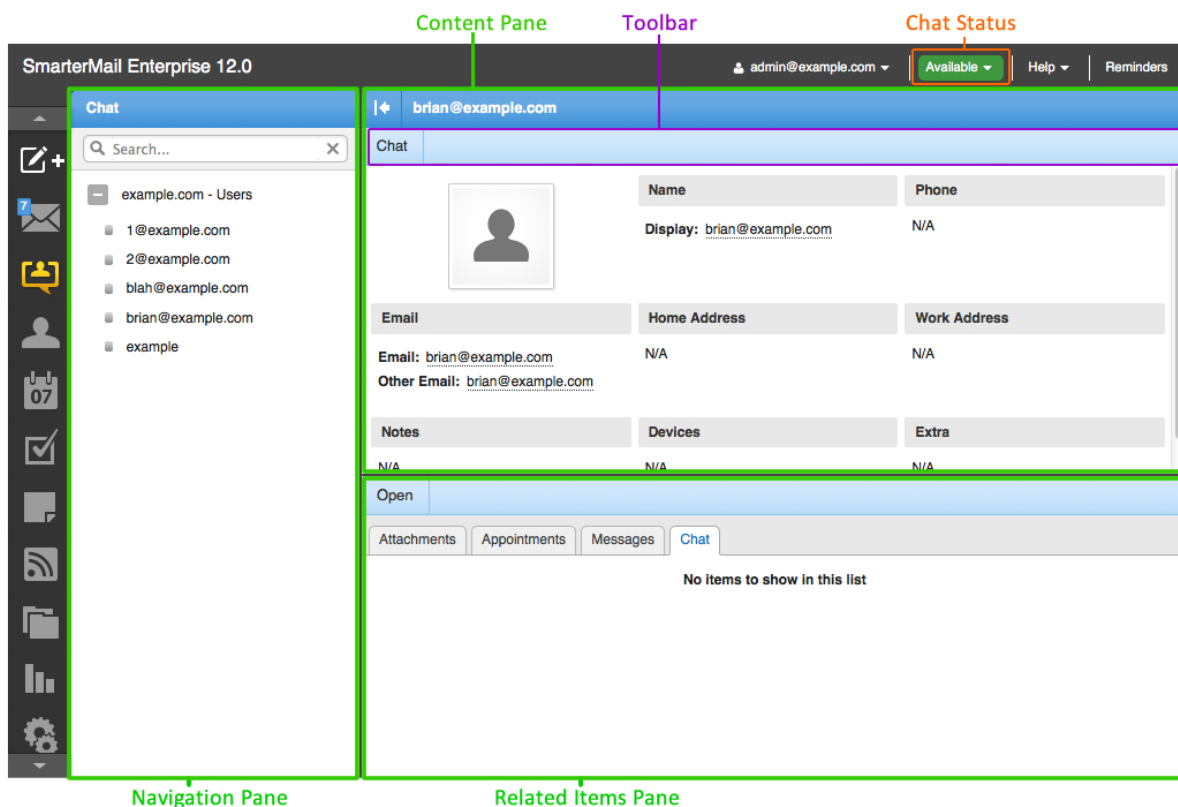 Content Pane Toolbar Chat Status
SmarterMail Enterprise 12.0 admin@example.com Available Help Reminders
Chat
Search...
7
example.com - Users
1@example.com
2@example.com
blah@example.com
brian@example.com
example
07
brian@example.com
Chat
Name Phone
Display: brian@example.com N/A
Email Home Address Work Address
Email: brian@example.com N/A N/A
Other Email: brian@example.com
Notes Devices Extra
N/A N/A N/A
Open
Attachments Appointments Messages Chat
No items to show in this list
Navigation Pane Related Items Pane